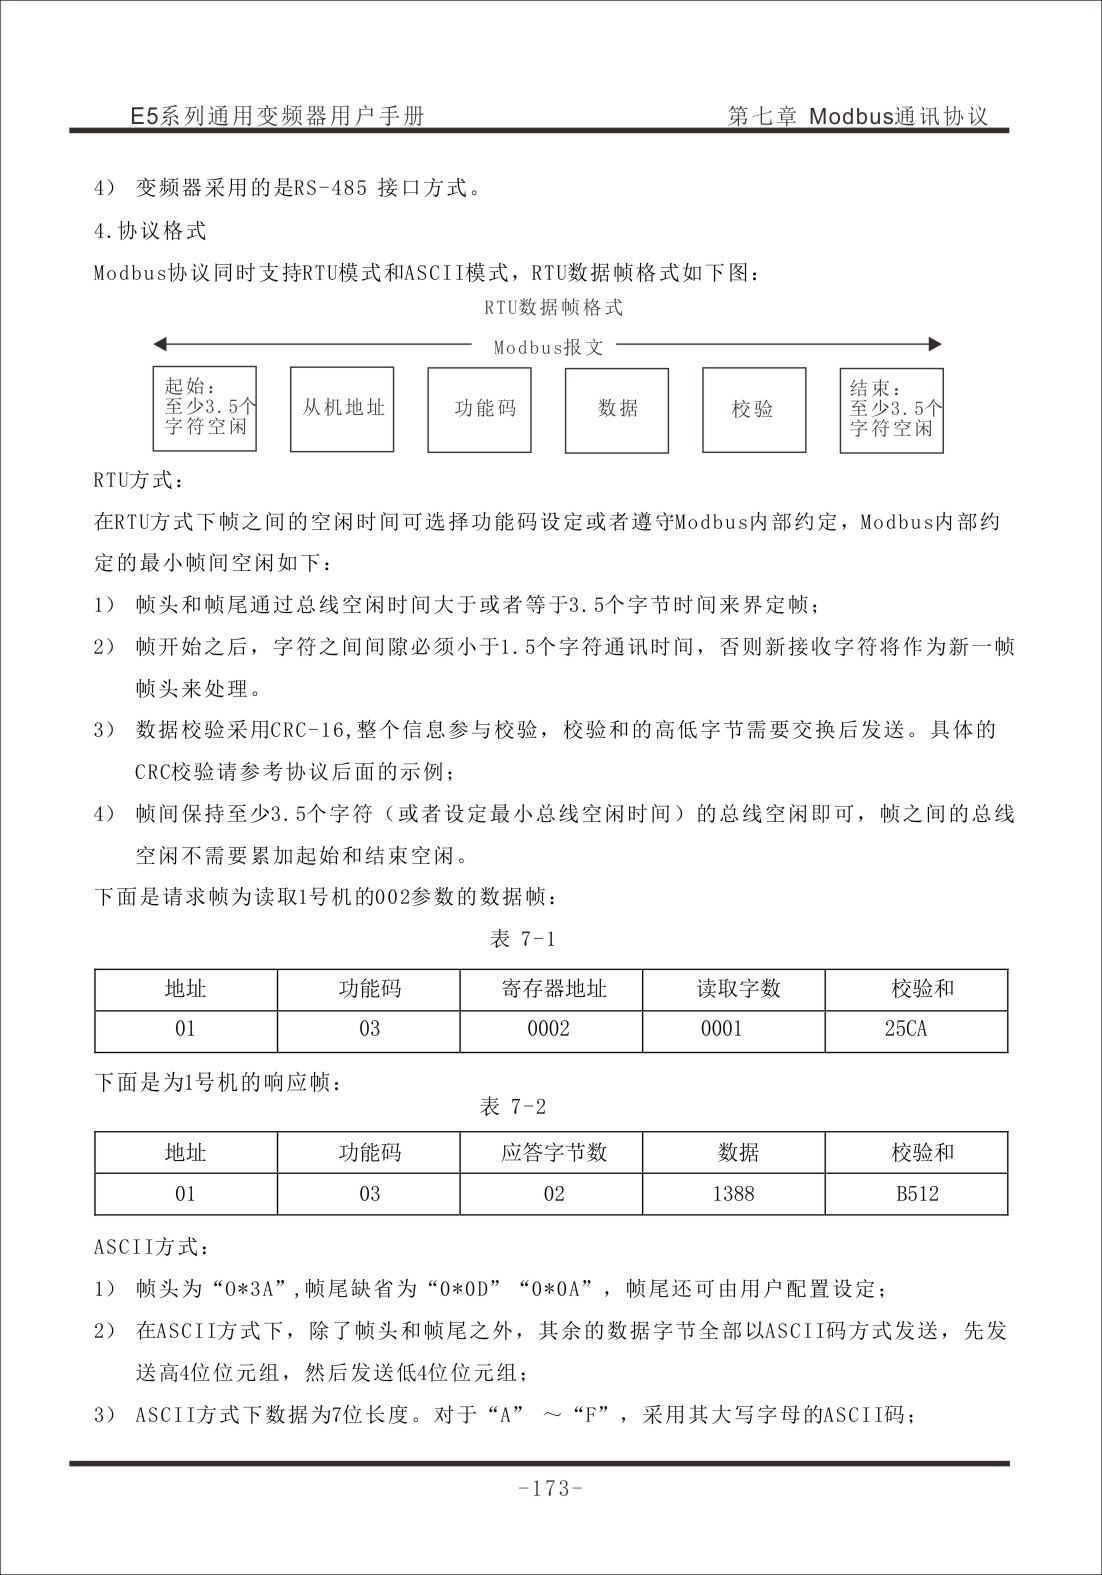 E5系列通用变频器用户手册
第七章 Modbus通讯协议
4） 变频器采用的是RS-485 接口方式。
4.协议格式
Modbus协议同时支持RTU模式和ASCII模式，RTU数据帧格式如下图：
RTU数据帧格式
Modbus报文
起始：
至少3.5个
字符空闲
从机地址
功能码
数据
校验
结束：
至少3.5个
字符空闲
RTU方式：
在RTU方式下帧之间的空闲时间可选择功能码设定或者遵守Modbus内部约定，Modbus内部约
定的最小帧间空闲如下：
1） 帧头和帧尾通过总线空闲时间大于或者等于3.5个字节时间来界定帧；
2） 帧开始之后，字符之间间隙必须小于1.5个字符通讯时间，否则新接收字符将作为新一帧
帧头来处理。
3） 数据校验采用CRC-16,整个信息参与校验，校验和的高低字节需要交换后发送。具体的
CRC校验请参考协议后面的示例；
4） 帧间保持至少3.5个字符（或者设定最小总线空闲时间）的总线空闲即可，帧之间的总线
空闲不需要累加起始和结束空闲。
下面是请求帧为读取1号机的002参数的数据帧：
表 7-1
地址 功能码 寄存器地址 读取字数 校验和
01 03 0002 0001 25CA
下面是为1号机的响应帧：
表 7-2
地址 功能码 应答字节数 数据 校验和
01 03 02 1388 B512
ASCII方式：
1） 帧头为“0*3A”,帧尾缺省为“0*0D”“0*0A”，帧尾还可由用户配置设定；
2） 在ASCII方式下，除了帧头和帧尾之外，其余的数据字节全部以ASCII码方式发送，先发
送高4位位元组，然后发送低4位位元组；
3） ASCII方式下数据为7位长度。对于“A” ～“F”，采用其大写字母的ASCII码；
-173-